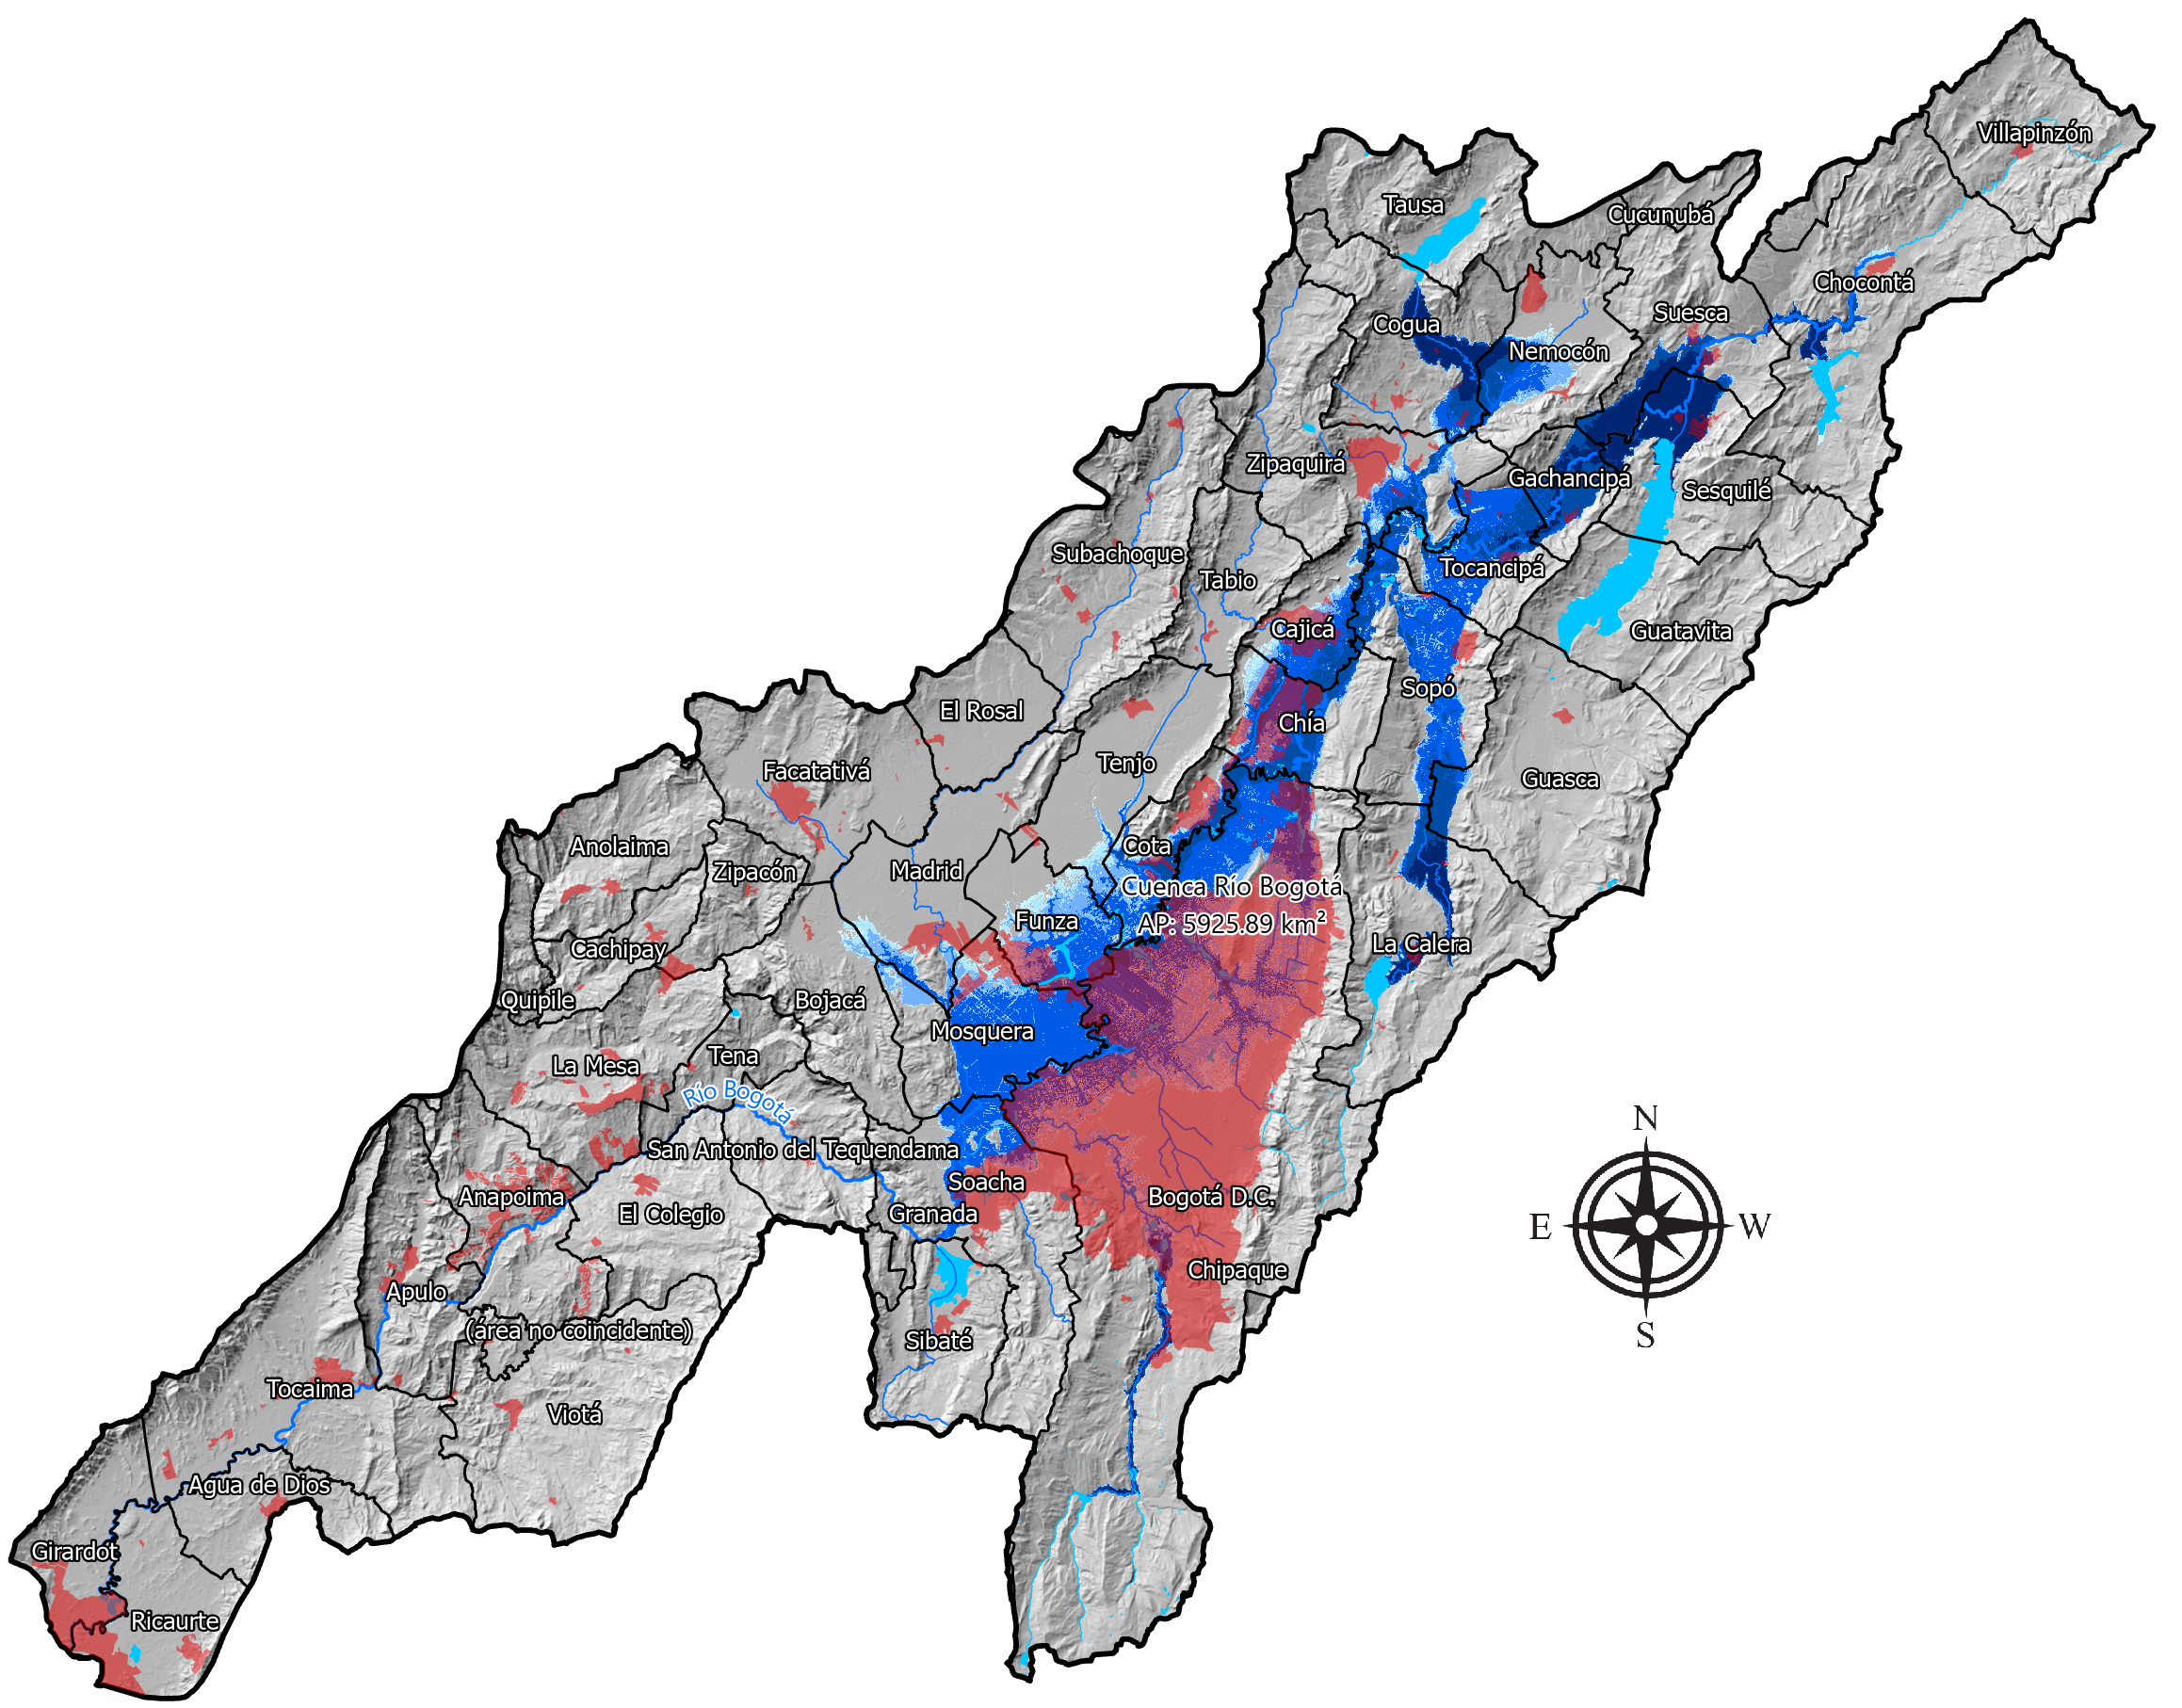 Villapinzón
Tausa
Cucunubá
Chocontá
Suesca
Cogua
Nemocón
Zipaquirá
Gachancipá
Sesquilé
Subachoque
Tabio
Tocancipá
Cajicá
Guatavita
Sopó
El Rosal
Chía
Tenjo
Facatativá
Guasca
Anolaima
Cota
Zipacón
Madrid
Cuenca Río Bogotá
AP: 5925.89 km²
Funza
Cachipay
La Calera
Quipile
Bojacá
Mosquera
Tena
La Mesa
Río Bogotá
N
San Antonio del Tequendama
Soacha
Anapoima
Bogotá D.C.
El Colegio
Granada
E
W
Chipaque
Apulo
(área no coincidente)
Sibaté
S
Tocaima
Viotá
Agua de Dios
Girardot
Ricaurte